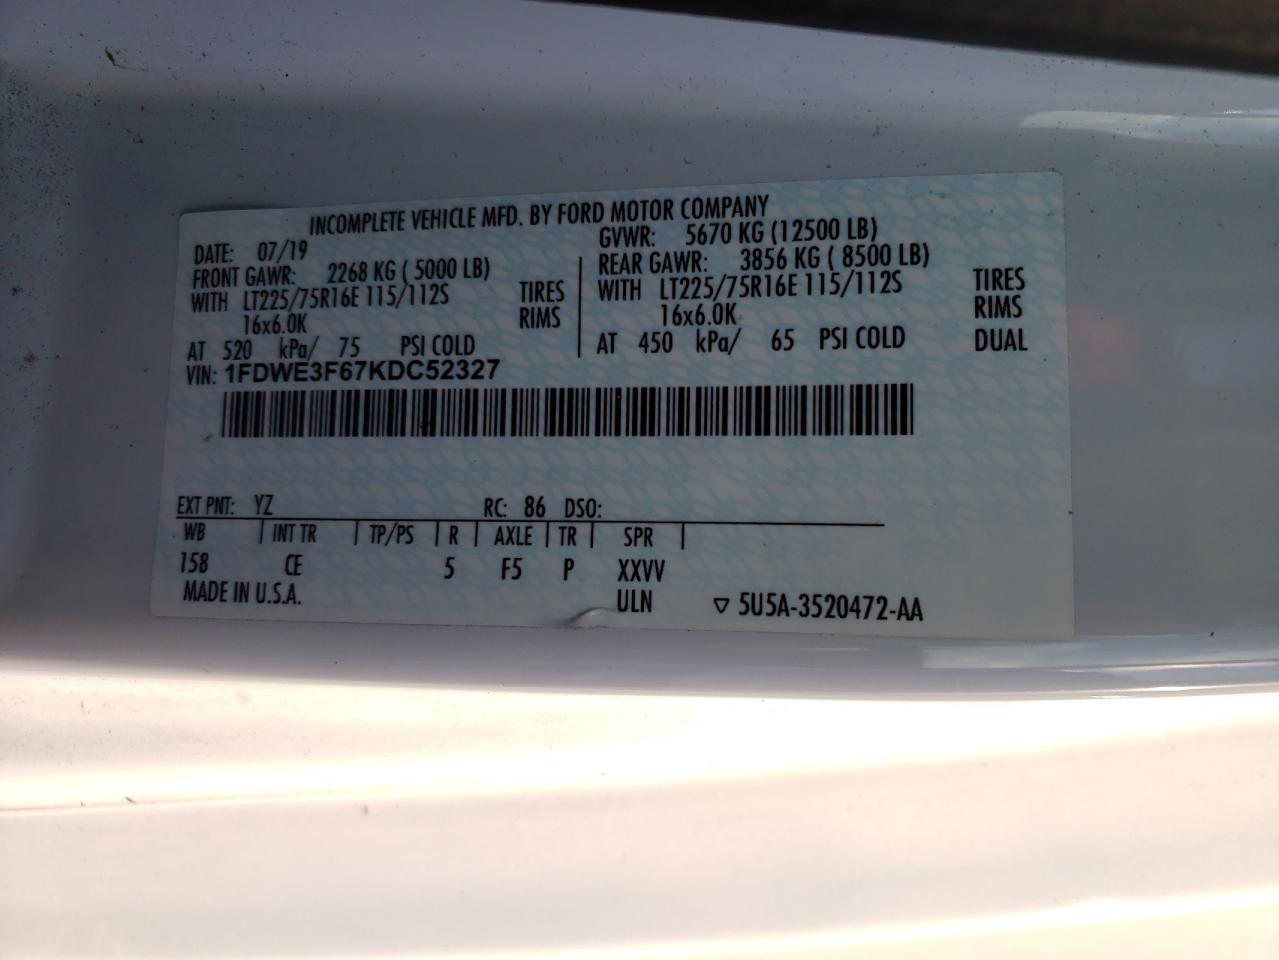 INCOMPLETE VEHICLE MFD. BY FORD MOTOR COMPANY
DATE: 07/19 GVWR: 5670 KG (12500 LB)
FRONT GAWR: 2268 KG ( 5000 LB) REAR GAWR: 3856 KG ( 8500 LB)
WITH LT225/75R16E 115/112S TIRES WITH LT225/75R16E 115/112S TIRES
16x6.0K RIMS 16x6.0K RIMS
AT 520 kPa/ 75 PSI COLD AT 450 kPa/ 65 PSI COLD DUAL
VIN: 1FDWE3F67KDC52327
EXT PNT: YZ RC: 86 DSO:
WB INT TR TP/PS R AXLE TR SPR
158 CE 5 F5 P XXVV
MADE IN U.S.A. ULN ▽ 5U5A-3520472-AA